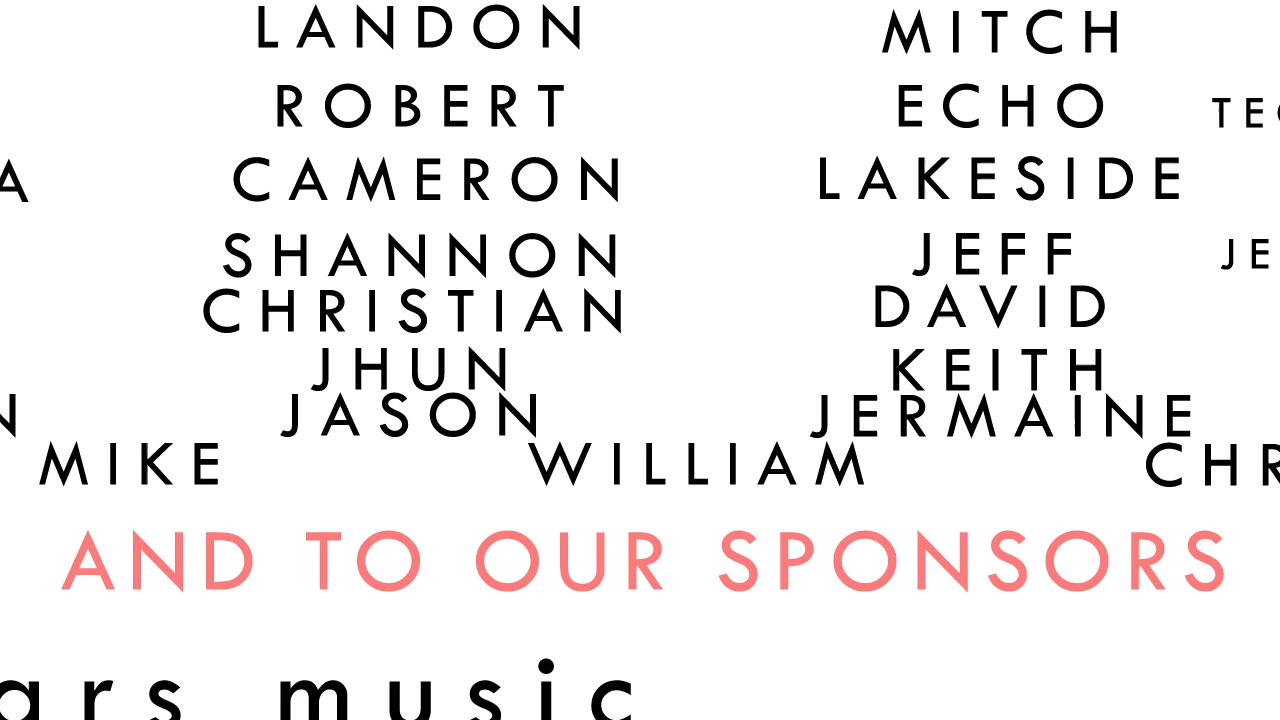 LANDON MITCH
ROBERT ECHO
CAMERON LAKESIDE
SHANNON JEFF
CHRISTIAN DAVID
JHUN KEITH
JASON JERMAINE
MIKE WILLIAM
AND TO OUR SPONSORS
music